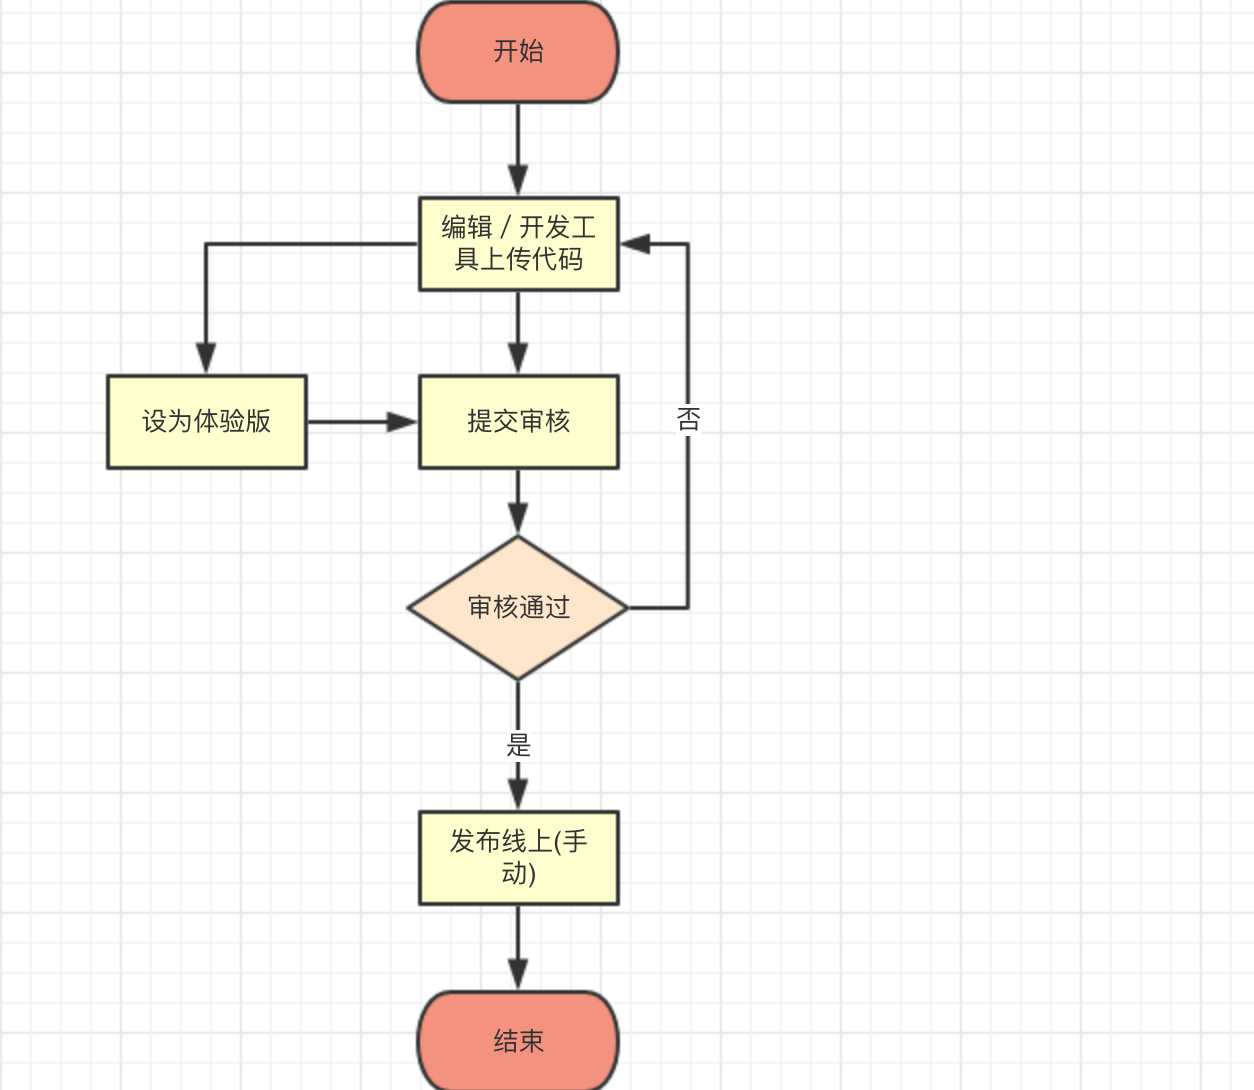 开始
编辑 / 开发工
具上传代码
设为体验版
提交审核
否
审核通过
是
发布线上(手
动)
结束